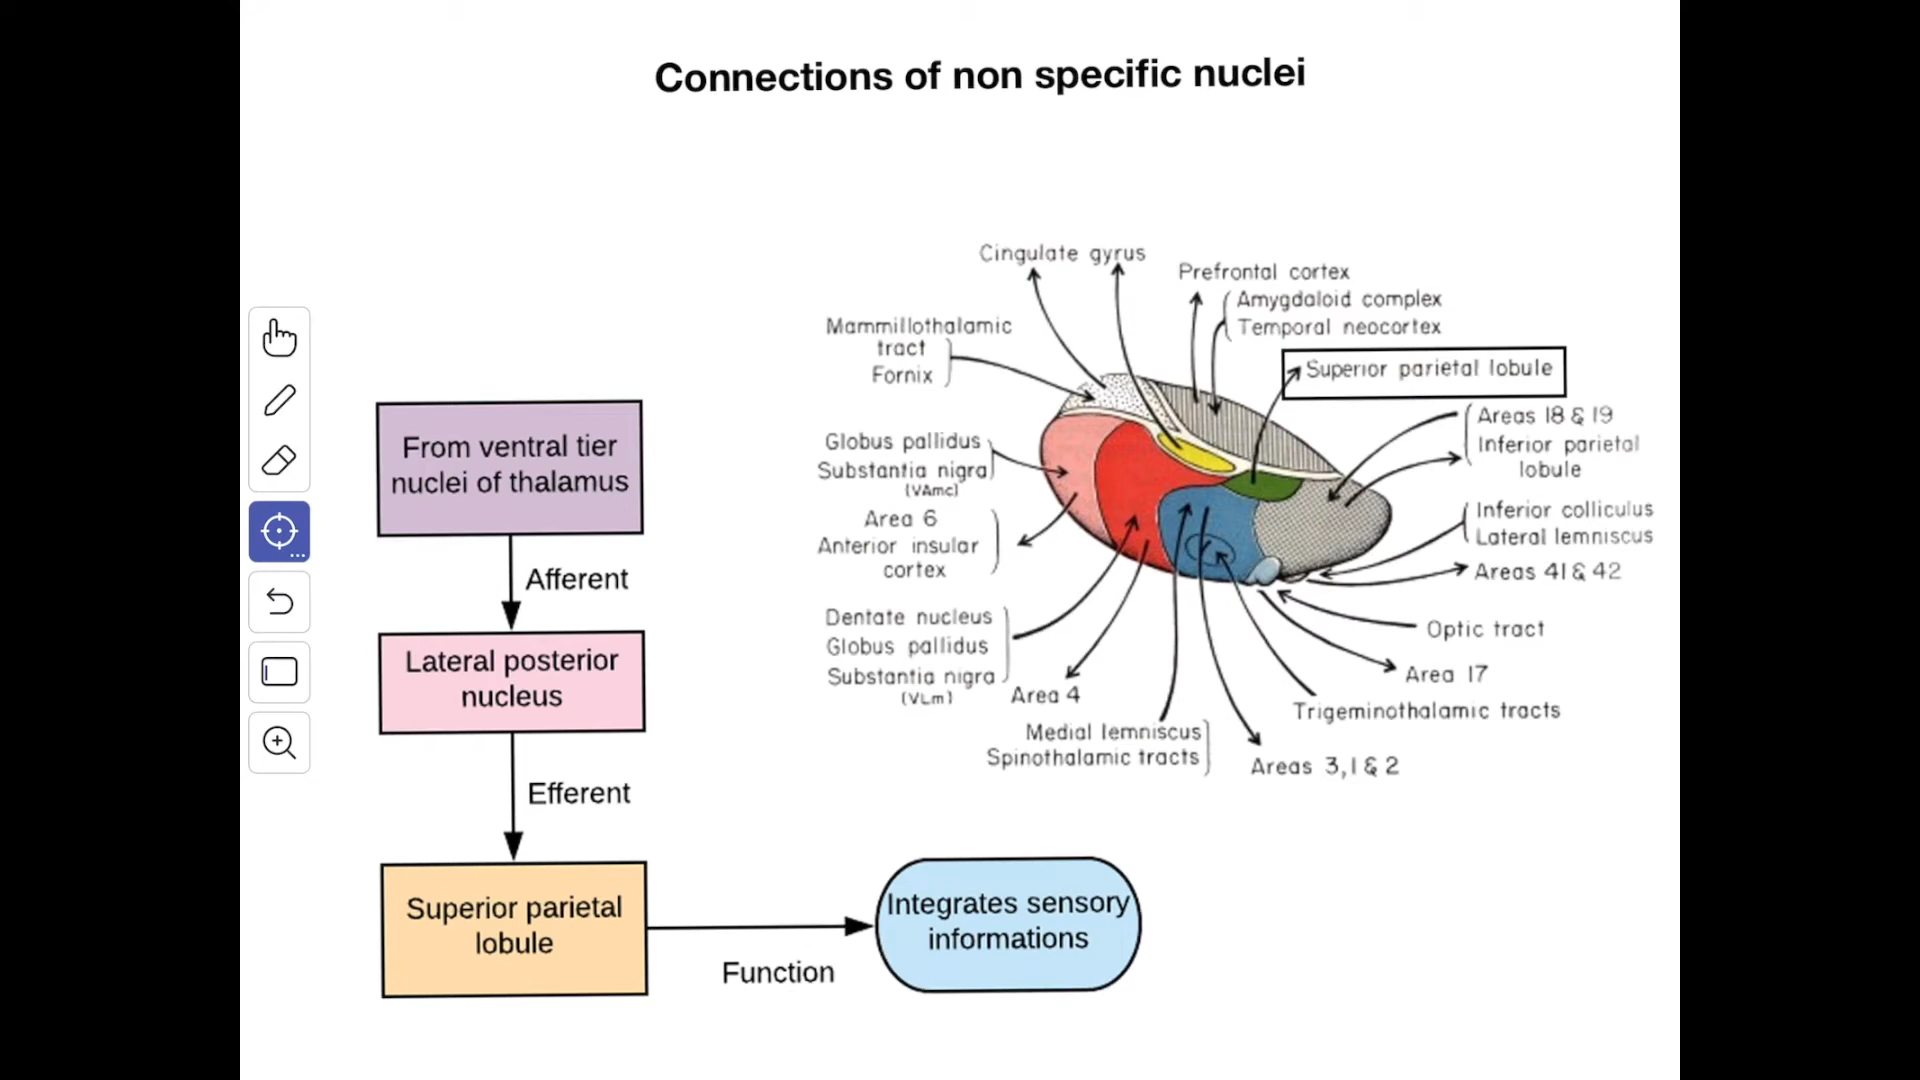 Connections of non specific nuclei
Cingulate gyrus
Prefrontal cortex
Amygdaloid complex
Temporal neocortex
Mammillothalamic
tract
Fornix
Superior parietal lobule
Areas 18 & 19
Inferior parietal
lobule
Globus pallidus
Substantia nigra
(VAmc)
Area 6
Anterior insular
cortex
Inferior colliculus
Lateral lemniscus
Areas 41 & 42
Dentate nucleus
Globus pallidus
Substantia nigra
(VLm)
Area 4
Optic tract
Area 17
Trigeminothalamic tracts
Medial lemniscus
Spinothalamic tracts
Areas 3, 1 & 2
From ventral tier
nuclei of thalamus
Afferent
Lateral posterior
nucleus
Efferent
Superior parietal
lobule
Function
Integrates sensory
informations